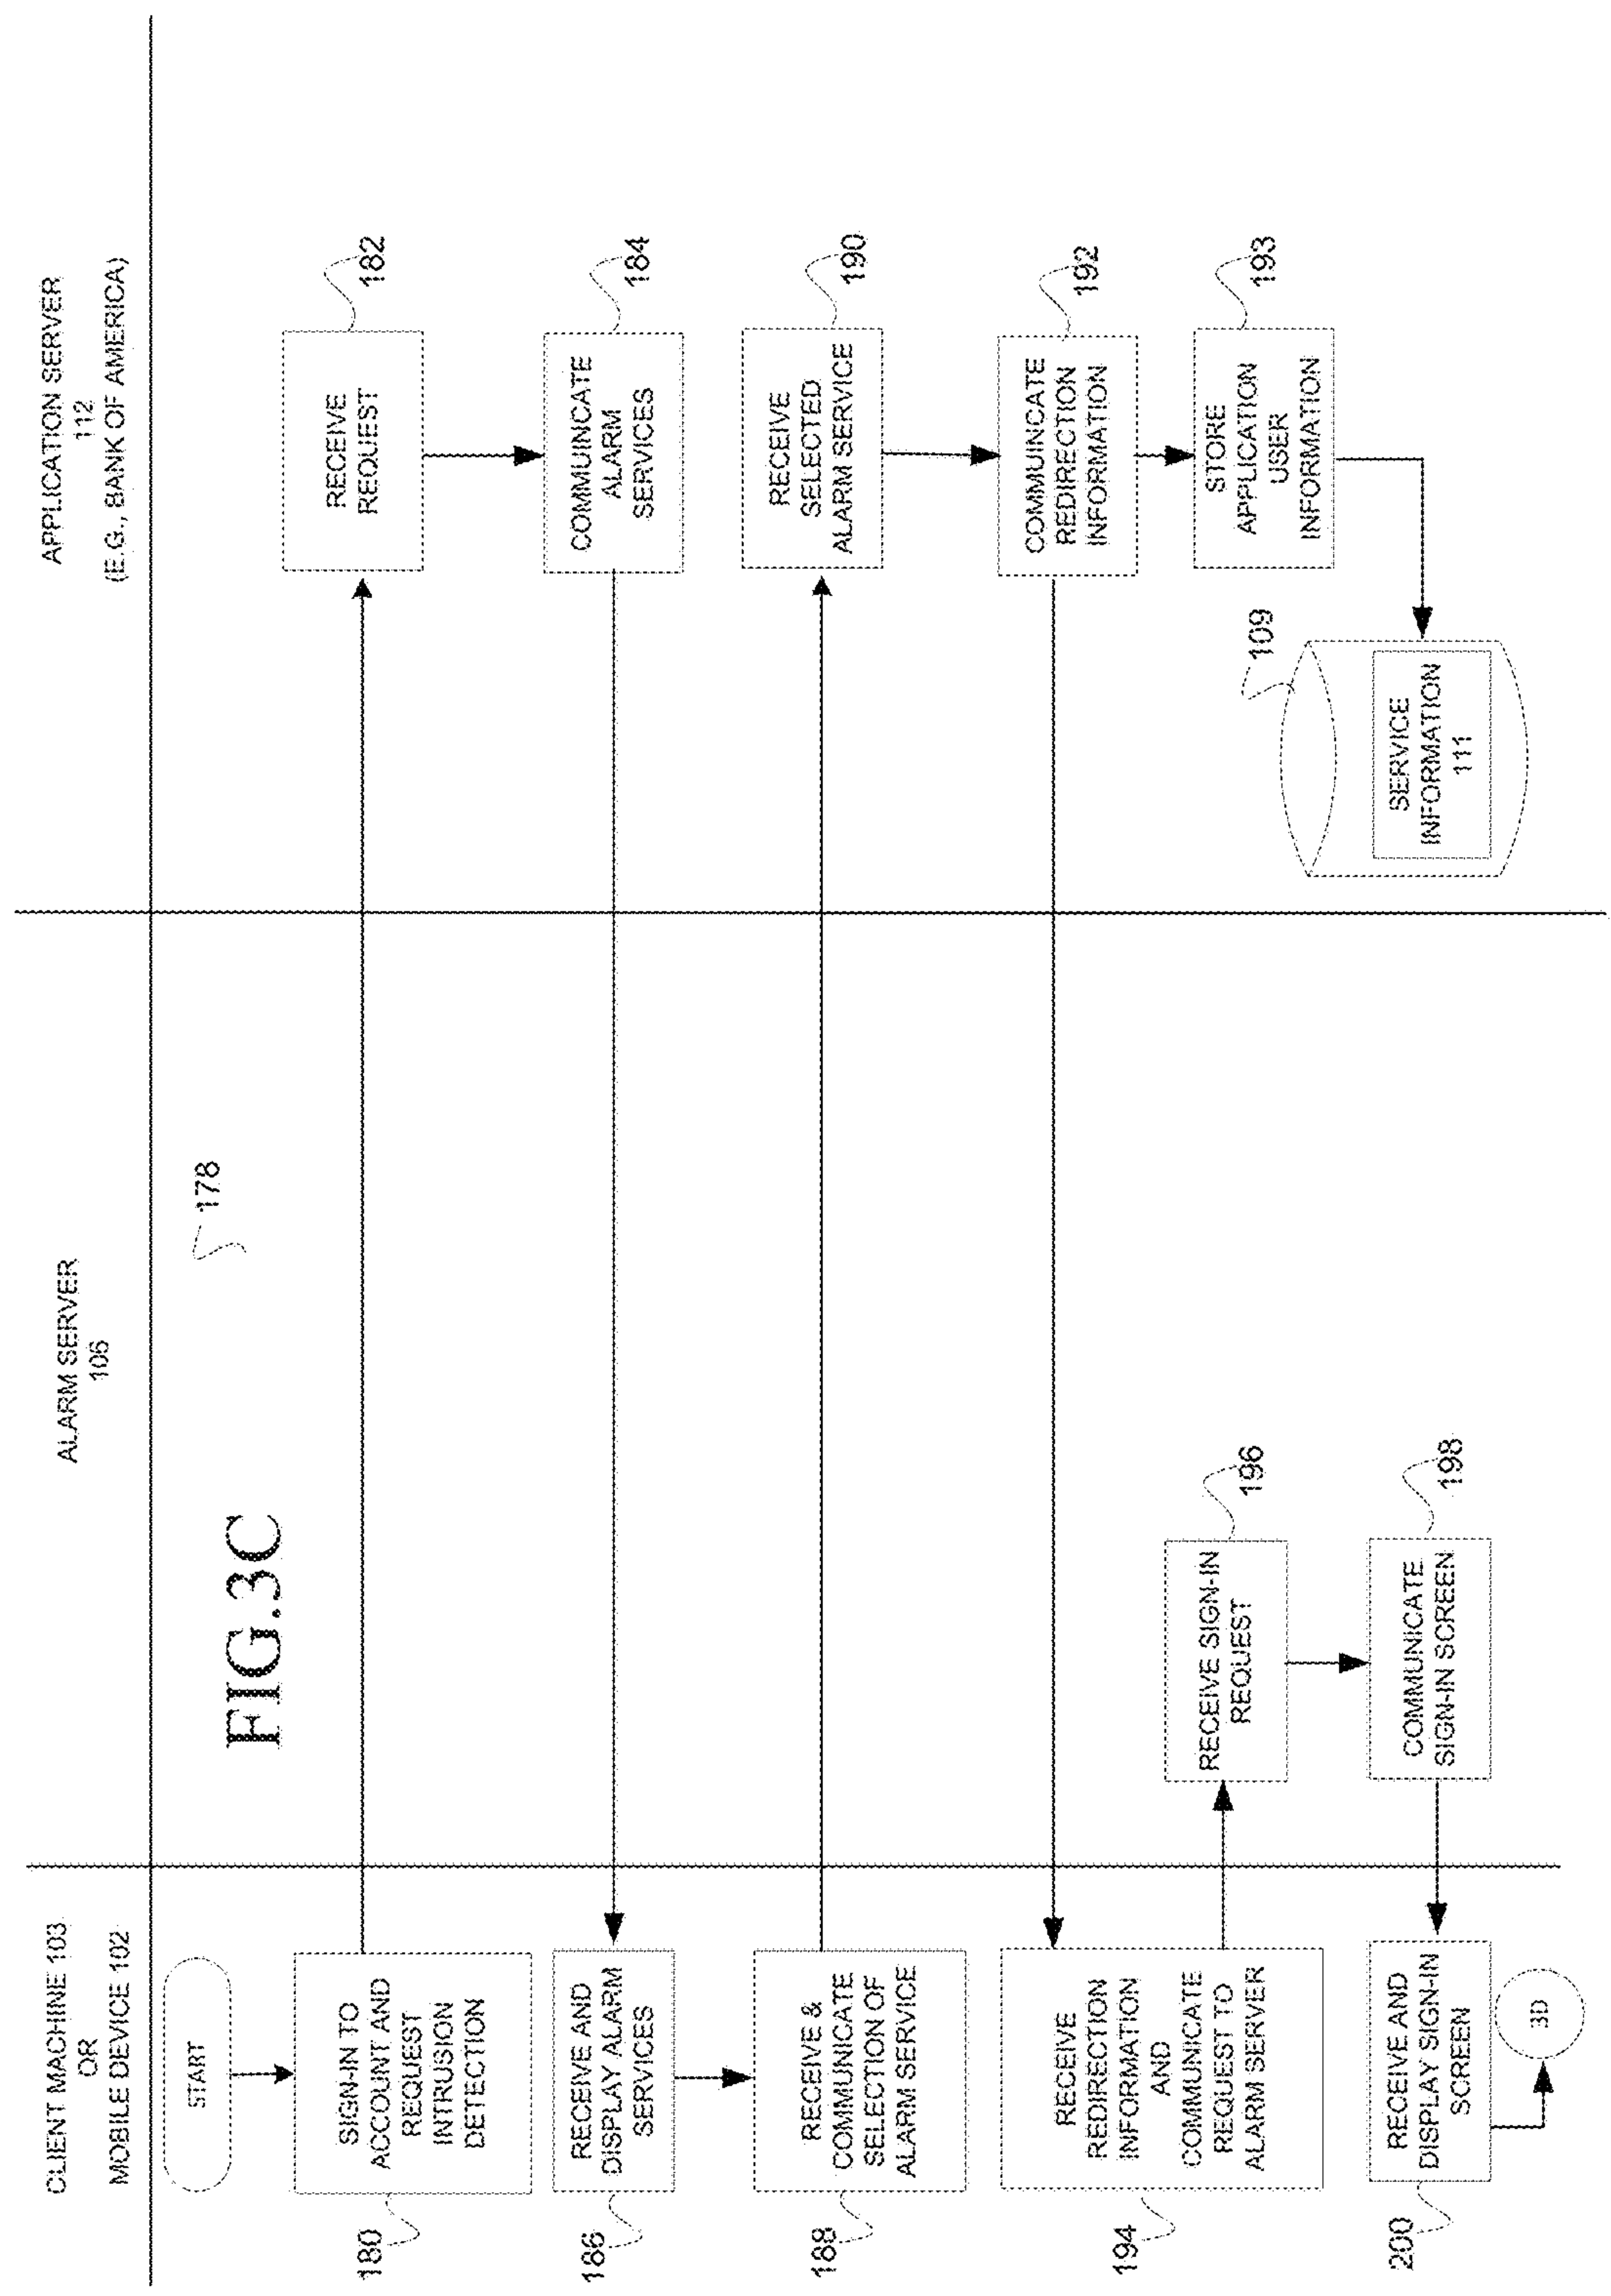 CLIENT MACHINE 103
OR
MOBILE DEVICE 102
ALARM SERVER
106
APPLICATION SERVER
112
(E.G., BANK OF AMERICA)
FIG.3C
178
START
SIGN-IN TO
ACCOUNT AND
REQUEST
INTRUSION
DETECTION
180
RECEIVE
REQUEST
182
COMMUINCATE
ALARM
SERVICES
184
RECEIVE AND
DISPLAY ALARM
SERVICES
186
RECEIVE &
COMMUNICATE
SELECTION OF
ALARM SERVICE
188
RECEIVE
SELECTED
ALARM SERVICE
190
COMMUINCATE
REDIRECTION
INFORMATION
192
STORE
APPLICATION
USER
INFORMATION
193
109
SERVICE
INFORMATION
111
RECEIVE
REDIRECTION
INFORMATION
AND
COMMUNICATE
REQUEST TO
ALARM SERVER
194
RECEIVE SIGN-IN
REQUEST
196
COMMUNICATE
SIGN-IN SCREEN
198
RECEIVE AND
DISPLAY SIGN-IN
SCREEN
200
3D